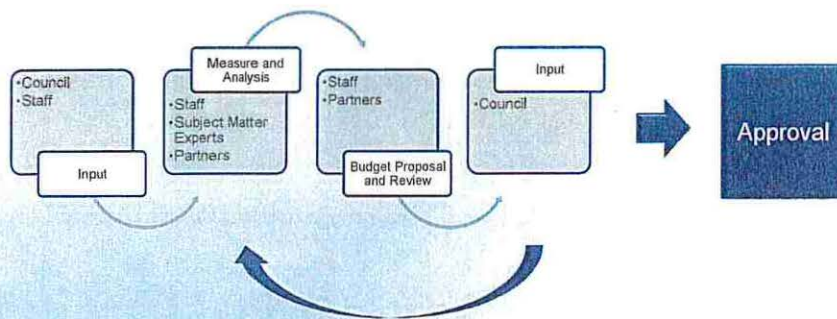 •Council
•Staff
Input
Measure and
Analysis
•Staff
•Subject Matter
Experts
•Partners
•Staff
•Partners
Budget Proposal
and Review
Input
•Council
Approval